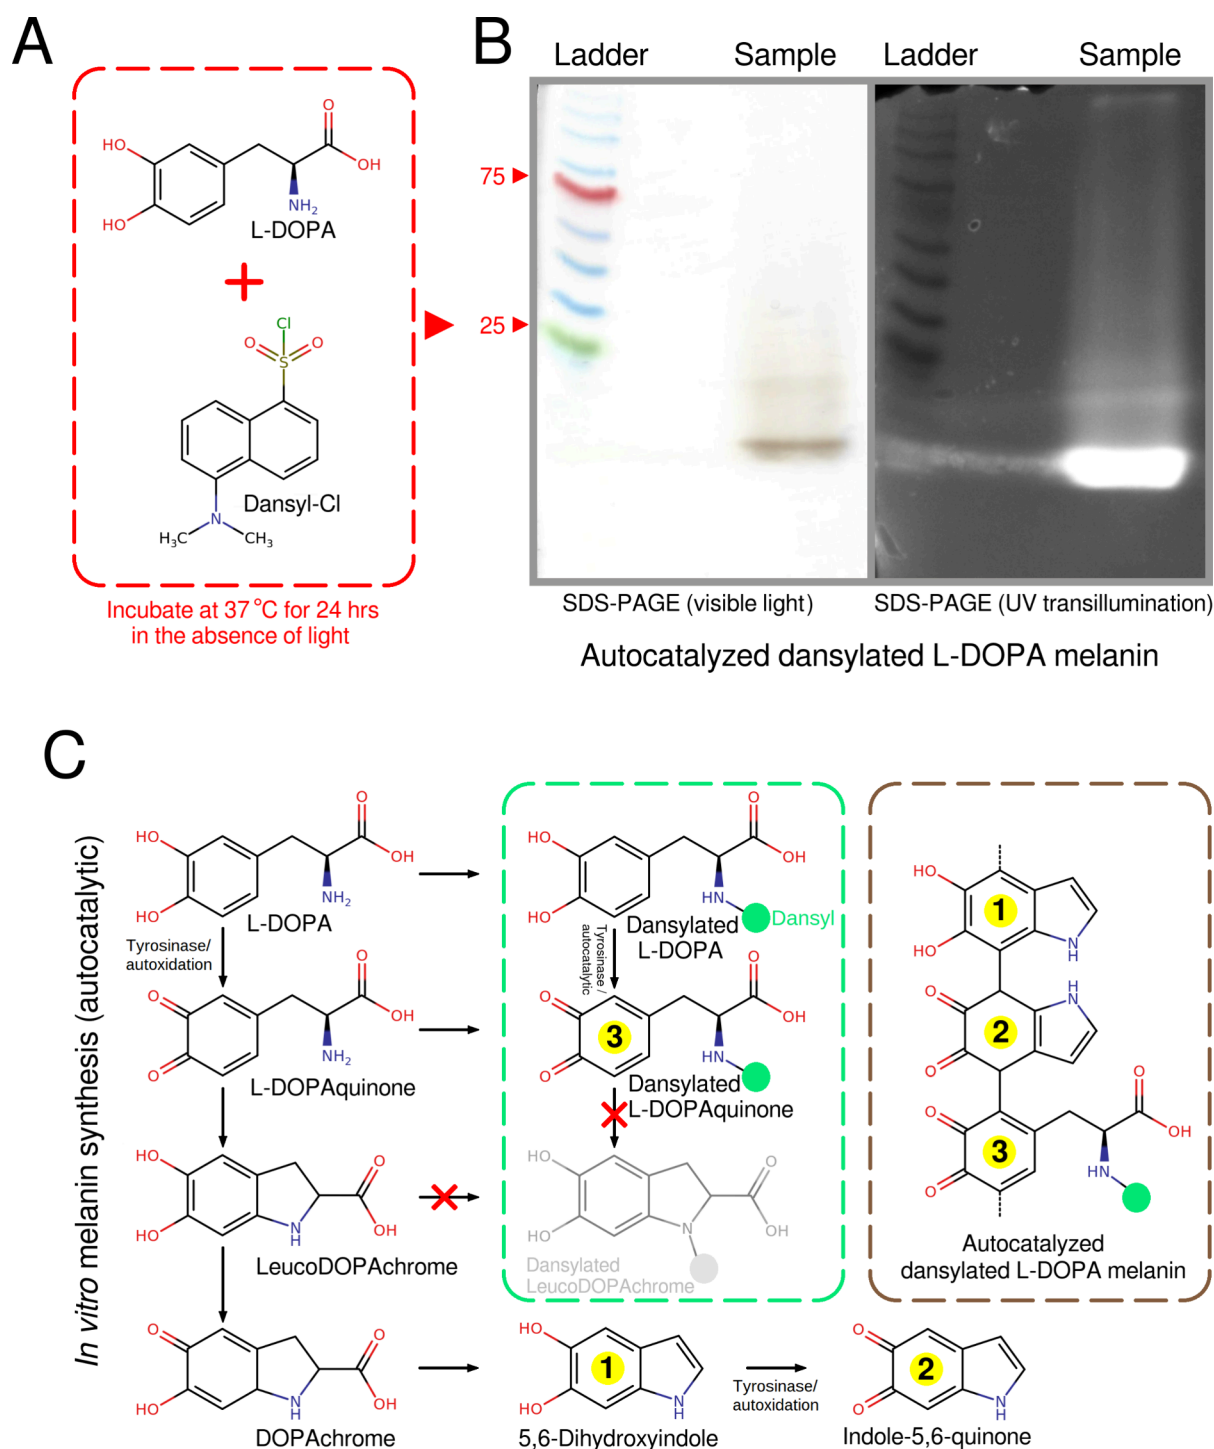 A
HO
HO
O
OH
NH₂
L-DOPA
+
Cl
O
S
O
Dansyl-Cl
N
H₃C
CH₃
Incubate at 37 °C for 24 hrs
in the absence of light
B
Ladder
Sample
Ladder
Sample
75
25
SDS-PAGE (visible light)
SDS-PAGE (UV transillumination)
Autocatalyzed dansylated L-DOPA melanin
C
In vitro melanin synthesis (autocatalytic)
HO
HO
O
OH
NH₂
L-DOPA
Tyrosinase/
autoxidation
O
O
O
OH
NH₂
L-DOPAquinone
HO
HO
O
OH
N
H
LeucoDOPAchrome
O
HO
O
OH
N
H
DOPAchrome
HO
HO
O
OH
HN
Dansyl
Dansylated
L-DOPA
Tyrosinase /
autocatalytic
O
O
3
O
OH
HN
Dansylated
L-DOPAquinone
HO
HO
O
OH
N
Dansylated
LeucoDOPAchrome
HO
HO
1
N
H
5,6-Dihydroxyindole
Tyrosinase/
autoxidation
O
O
2
N
H
Indole-5,6-quinone
HO
HO
1
N
H
O
O
2
H
N
O
O
3
O
OH
HN
Autocatalyzed
dansylated L-DOPA melanin